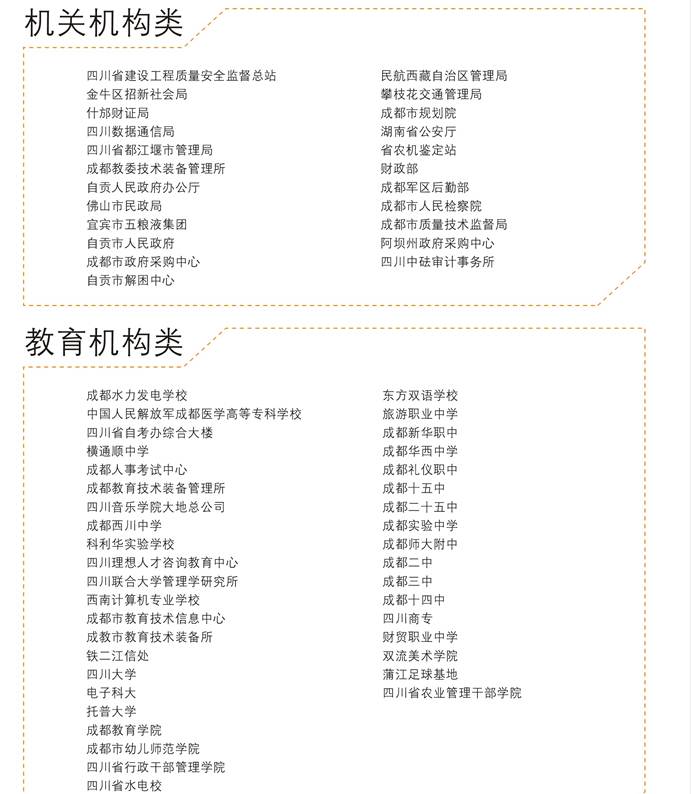 机关机构类
四川省建设工程质量安全监督总站
金牛区招新社会局
什邡财证局
四川数据通信局
四川省都江堰市管理局
成都教委技术装备管理所
自贡人民政府办公厅
佛山市民政局
宜宾市五粮液集团
自贡市人民政府
成都市政府采购中心
自贡市解困中心
民航西藏自治区管理局
攀枝花交通管理局
成都市规划院
湖南省公安厅
省农机鉴定站
财政部
成都军区后勤部
成都市人民检察院
成都市质量技术监督局
阿坝州政府采购中心
四川中砝审计事务所
教育机构类
成都水力发电学校
中国人民解放军成都医学高等专科学校
四川省自考办综合大楼
横通顺中学
成都人事考试中心
成都教育技术装备管理所
四川音乐学院大地总公司
成都西川中学
科利华实验学校
四川理想人才咨询教育中心
四川联合大学管理学研究所
西南计算机专业学校
成都市教育技术信息中心
成教市教育技术装备所
铁二江信处
四川大学
电子科大
托普大学
成都教育学院
成都市幼儿师范学院
四川省行政干部管理学院
四川省水电校
东方双语学校
旅游职业中学
成都新华职中
成都华西中学
成都礼仪职中
成都十五中
成都二十五中
成都实验中学
成都师大附中
成都二中
成都三中
成都十四中
四川商专
财贸职业中学
双流美术学院
蒲江足球基地
四川省农业管理干部学院